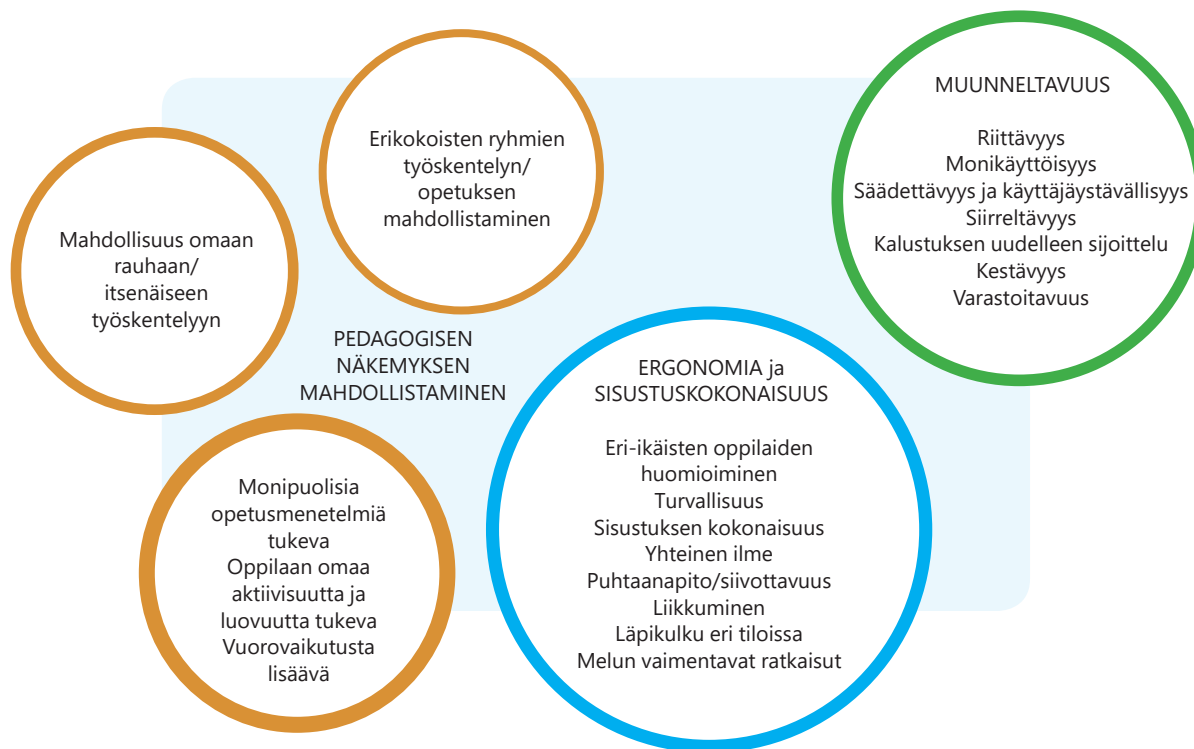 Mahdollisuus omaan
rauhaan/
itsenäiseen
työskentelyyn
Erikokoisten ryhmien
työskentelyn/
opetuksen
mahdollistaminen
MUUNNELTAVUUS
Riittävyys
Monikäyttöisyys
Säädettävyys ja käyttäjäystävällisyys
Siirreltävyys
Kalustuksen uudelleen sijoittelu
Kestävyys
Varastoitavuus
PEDAGOGISEN
NÄKEMYKSEN
MAHDOLLISTAMINEN
Monipuolisia
opetusmenetelmiä
tukeva
Oppilaan omaa
aktiivisuutta ja
luovuutta tukeva
Vuorovaikutusta
lisäävä
ERGONOMIA ja
SISUSTUSKOKONAISUUS
Eri-ikäisten oppilaiden
huomioiminen
Turvallisuus
Sisustuksen kokonaisuus
Yhteinen ilme
Puhtaanapito/siivottavuus
Liikkuminen
Läpikulku eri tiloissa
Melun vaimentavat ratkaisut